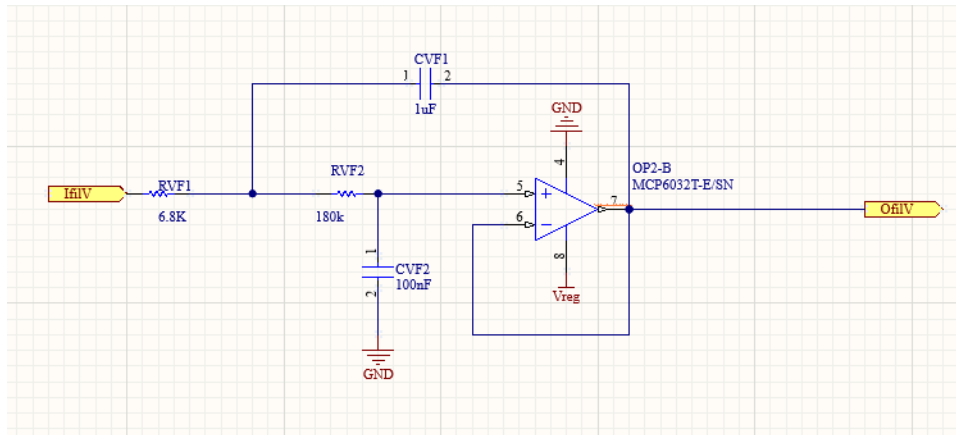 CVF1
1 2
1uF
GND
4
OP2-B
MCP6032T-E/SN
RVF2
IfilV
RVF1
5
+
7
OfilV
6.8K
180k
6
−
1
CVF2
100nF
2
8
Vreg
GND